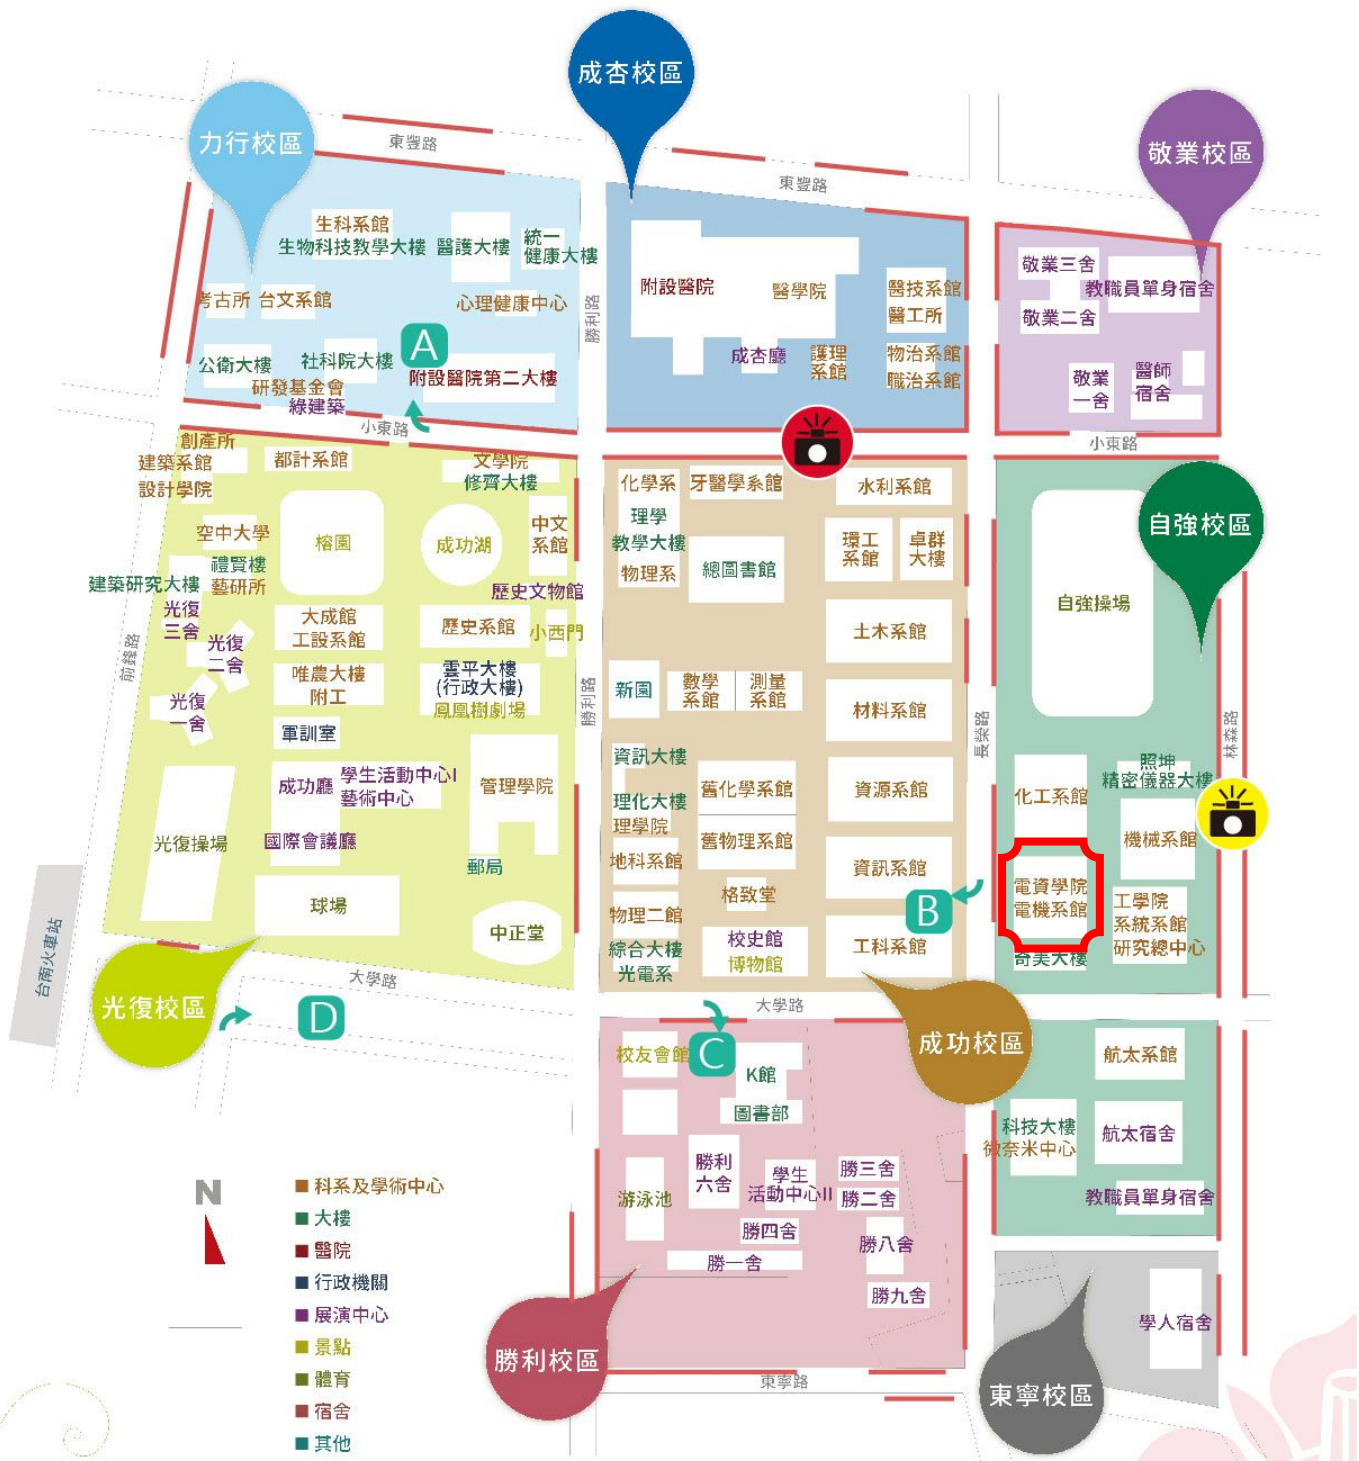 成杏校區
力行校區
敬業校區
東豐路
東豐路
生科系館
生物科技教學大樓
醫護大樓
統一
健康大樓
考古所
台文系館
心理健康中心
公衛大樓
社科院大樓
A
研發基金會
綠建築
附設醫院第二大樓
勝利路
附設醫院
醫學院
醫技系館
醫工所
成杏廳
護理
系館
物治系館
職治系館
敬業三舍
教職員單身宿舍
敬業二舍
敬業
一舍
醫師
宿舍
小東路
小東路
創產所
建築系館
設計學院
都計系館
文學院
修齊大樓
空中大學
榕園
成功湖
中文
系館
禮賢樓
藝研所
建築研究大樓
歷史文物館
光復
三舍
光復
二舍
大成館
工設系館
歷史系館
小西門
前鋒路
唯農大樓
附工
雲平大樓
(行政大樓)
鳳凰樹劇場
光復
一舍
軍訓室
勝利路
成功廳
學生活動中心I
藝術中心
管理學院
光復操場
國際會議廳
郵局
球場
中正堂
台南火車站
光復校區
大學路
D
化學系
牙醫學系館
水利系館
理學
教學大樓
物理系
總圖書館
環工
系館
卓群
大樓
土木系館
新園
數學
系館
測量
系館
材料系館
長榮路
資訊大樓
舊化學系館
資源系館
理化大樓
理學院
舊物理系館
地科系館
資訊系館
格致堂
B
物理二館
校史館
博物館
工科系館
綜合大樓
光電系
大學路
成功校區
自強校區
自強操場
林森路
照坤
精密儀器大樓
化工系館
機械系館
電資學院
電機系館
工學院
系統系館
研究總中心
奇美大樓
校友會館
C
K館
圖書部
航太系館
科技大樓
微奈米中心
航太宿舍
教職員單身宿舍
勝利
六舍
學生
活動中心II
勝三舍
勝二舍
游泳池
勝四舍
勝一舍
勝八舍
勝九舍
學人宿舍
勝利校區
東寧路
東寧校區
N
科系及學術中心
大樓
醫院
行政機關
展演中心
景點
體育
宿舍
其他